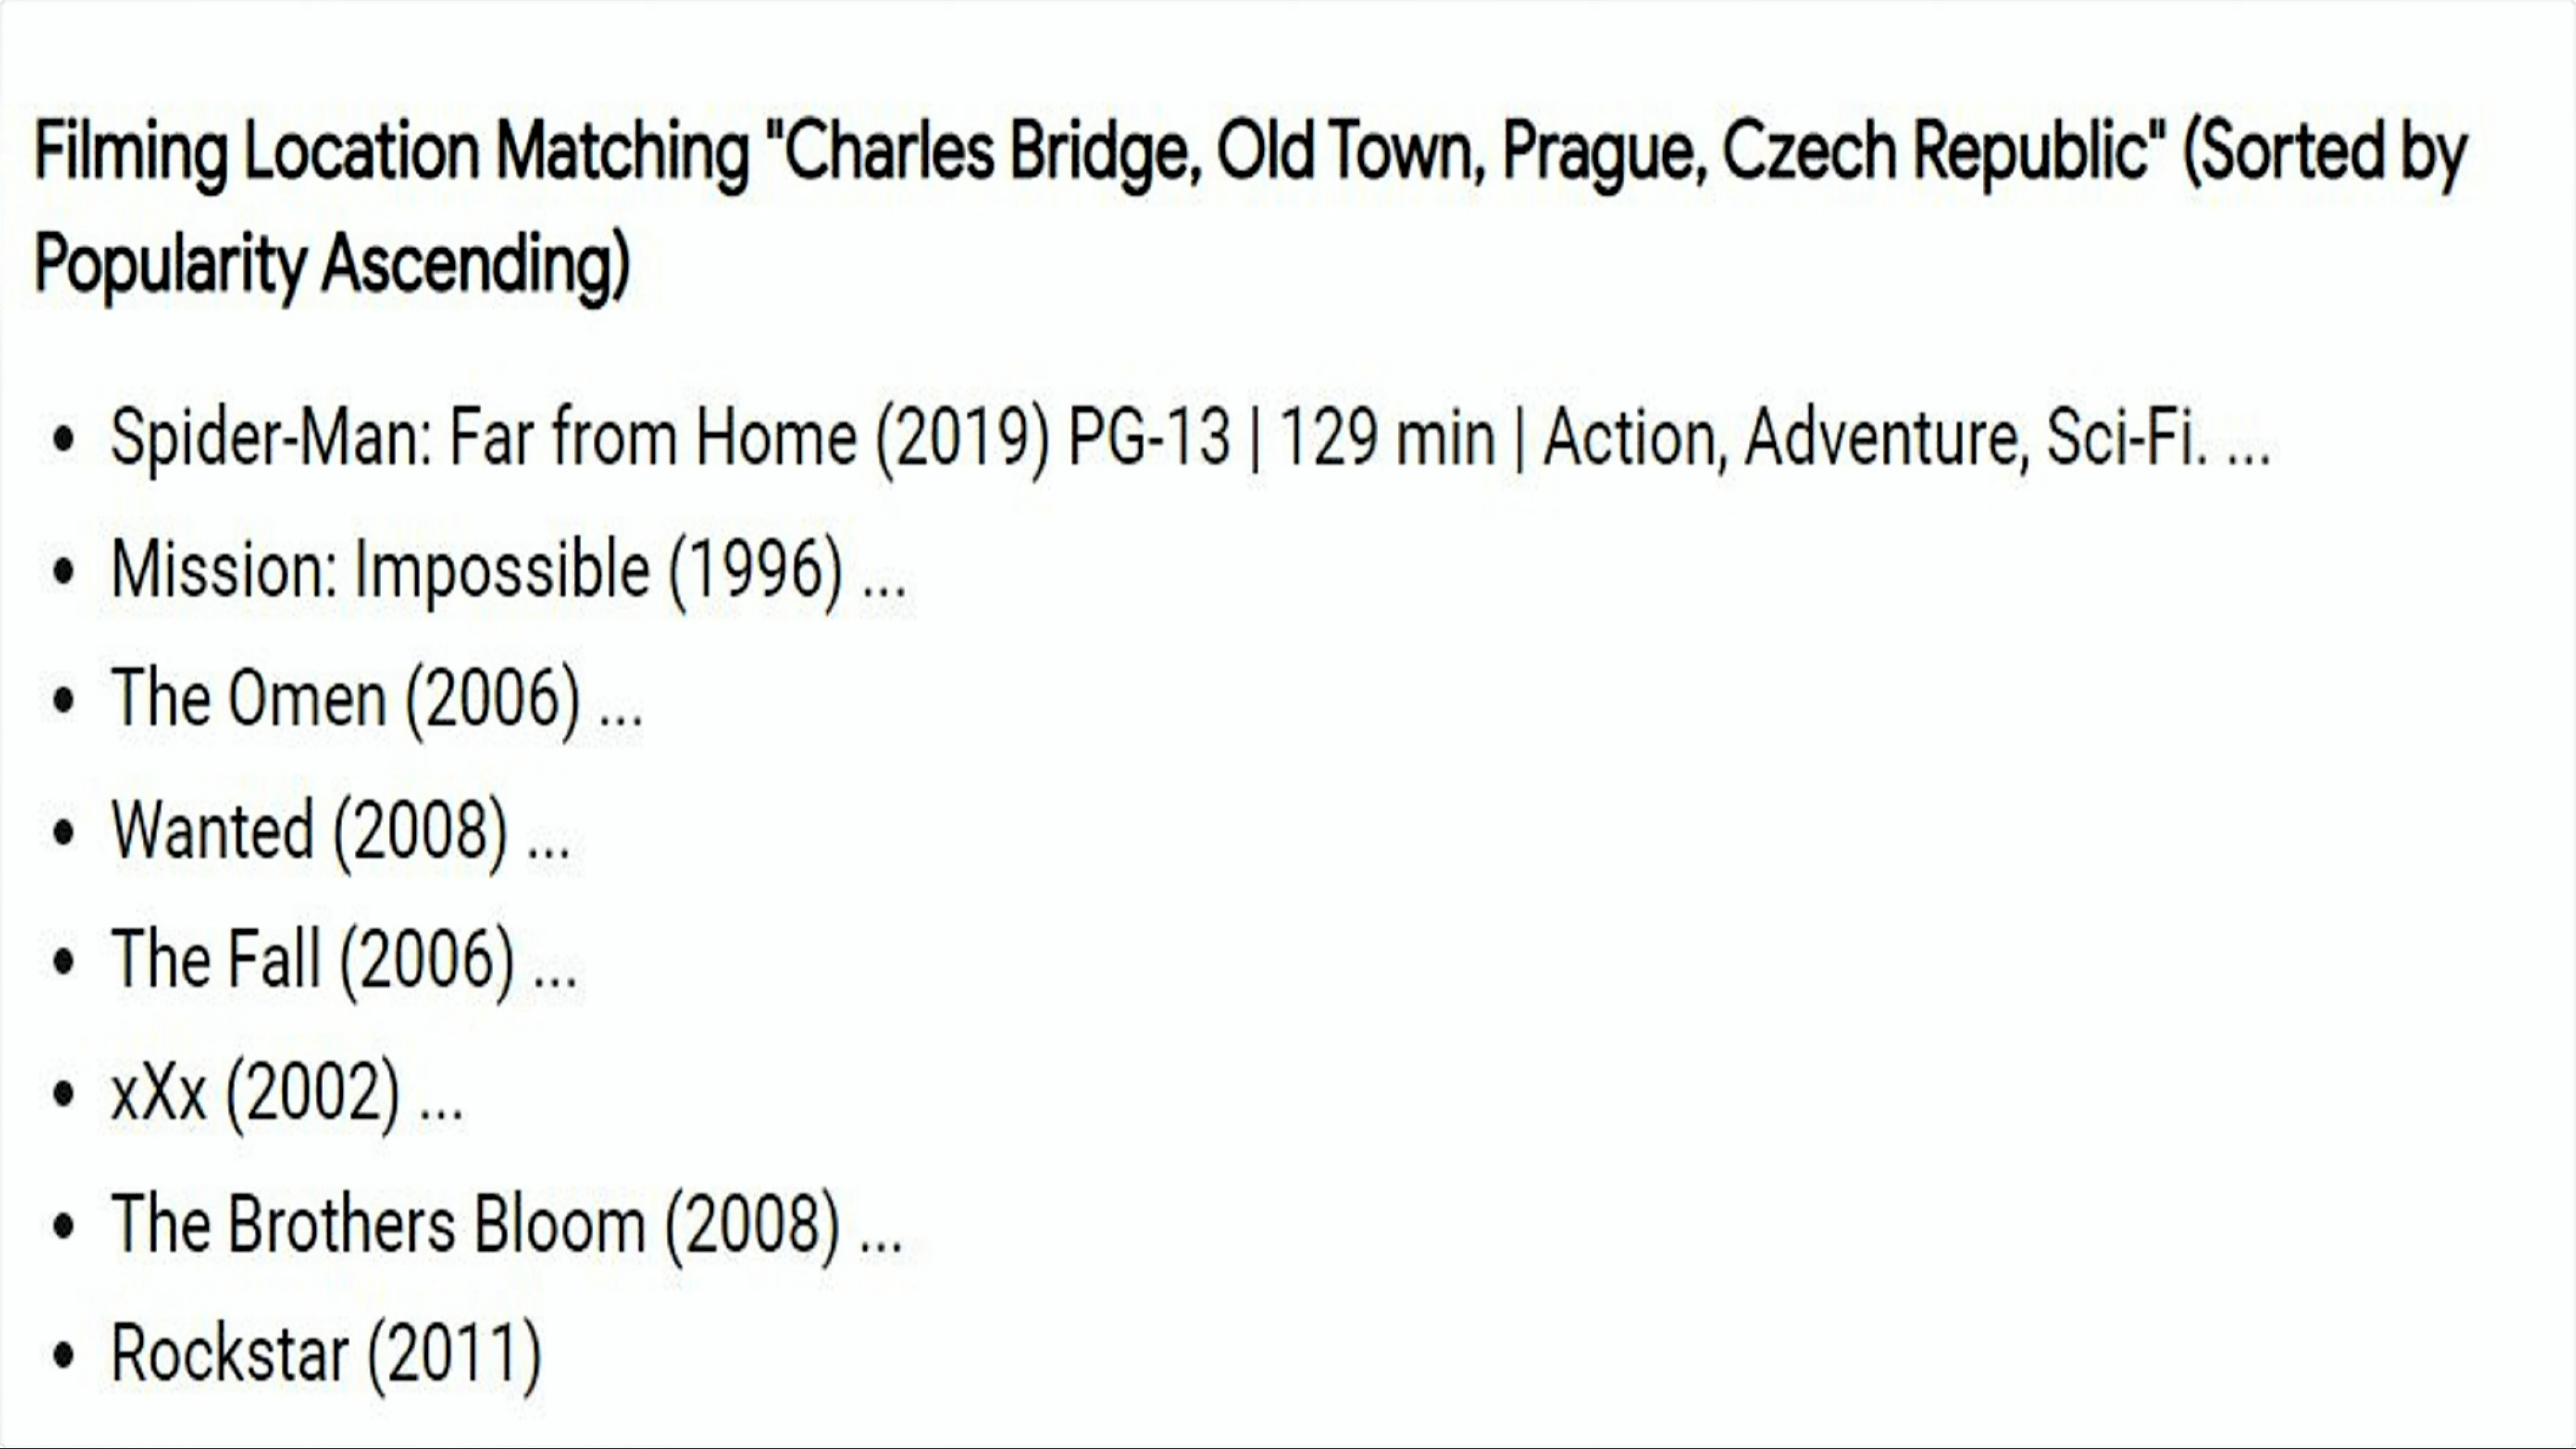 Filming Location Matching "Charles Bridge, Old Town, Prague, Czech Republic" (Sorted by
Popularity Ascending)
• Spider-Man: Far from Home (2019) PG-13 | 129 min | Action, Adventure, Sci-Fi. ...
• Mission: Impossible (1996) ...
• The Omen (2006) ...
• Wanted (2008) ...
• The Fall (2006) ...
• xXx (2002) ...
• The Brothers Bloom (2008) ...
• Rockstar (2011)